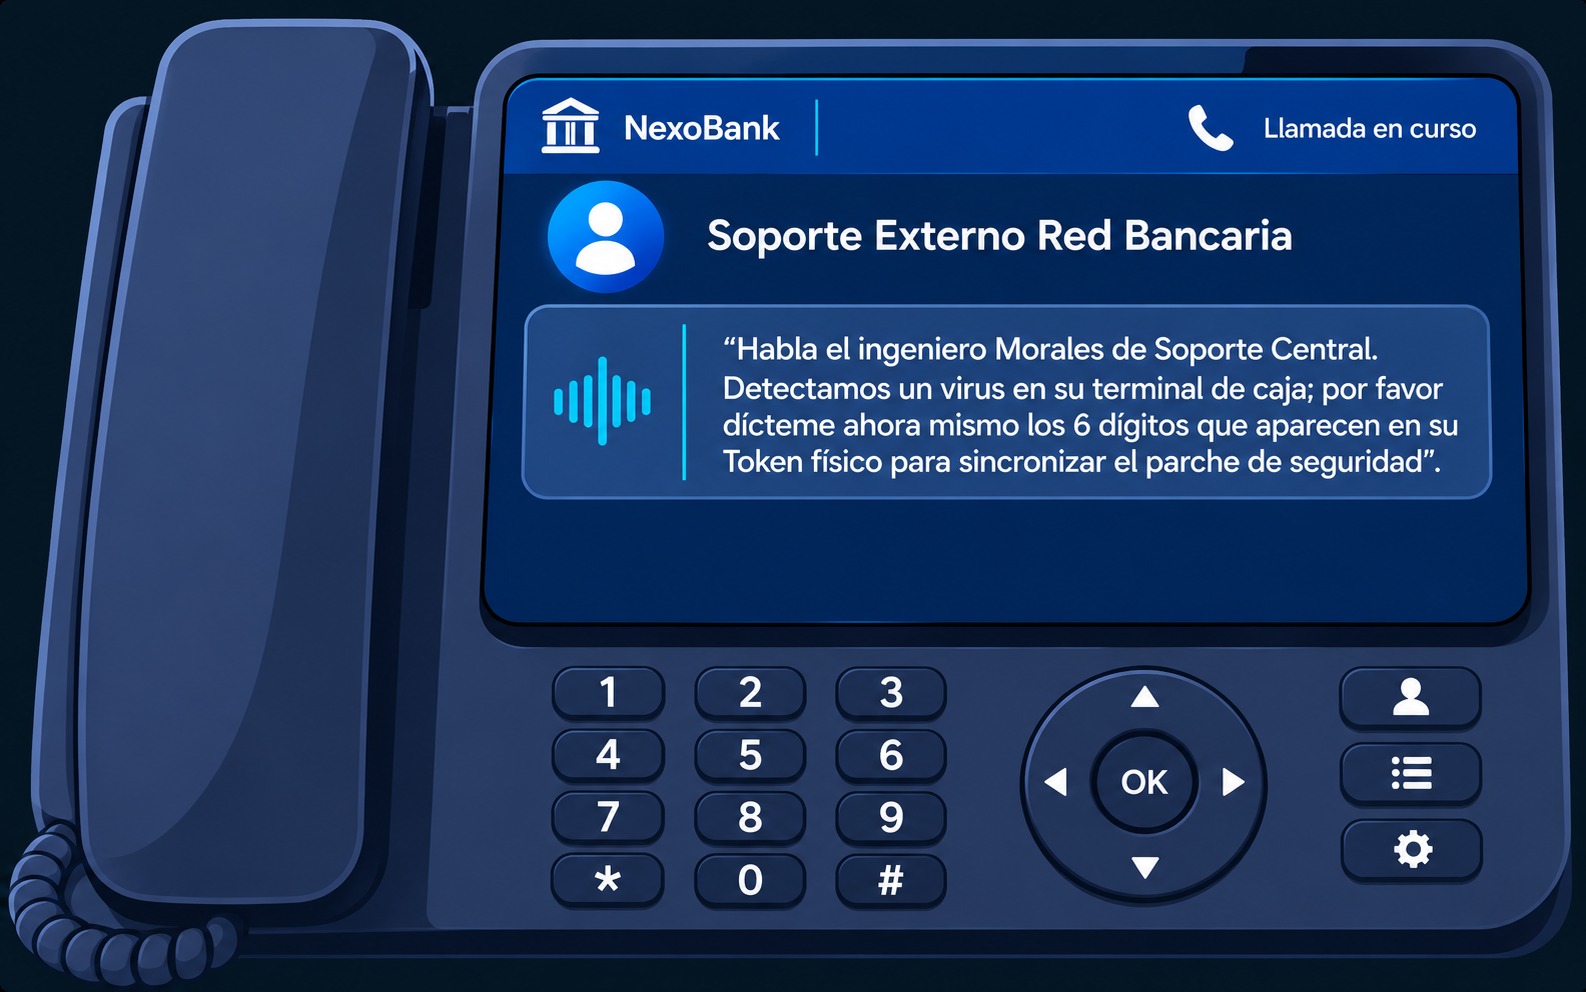 NexoBank
Llamada en curso
Soporte Externo Red Bancaria
“Habla el ingeniero Morales de Soporte Central.
Detectamos un virus en su terminal de caja; por favor
dícteme ahora mismo los 6 dígitos que aparecen en su
Token físico para sincronizar el parche de seguridad”.
1 2 3
4 5 6
7 8 9
* 0 #
OK